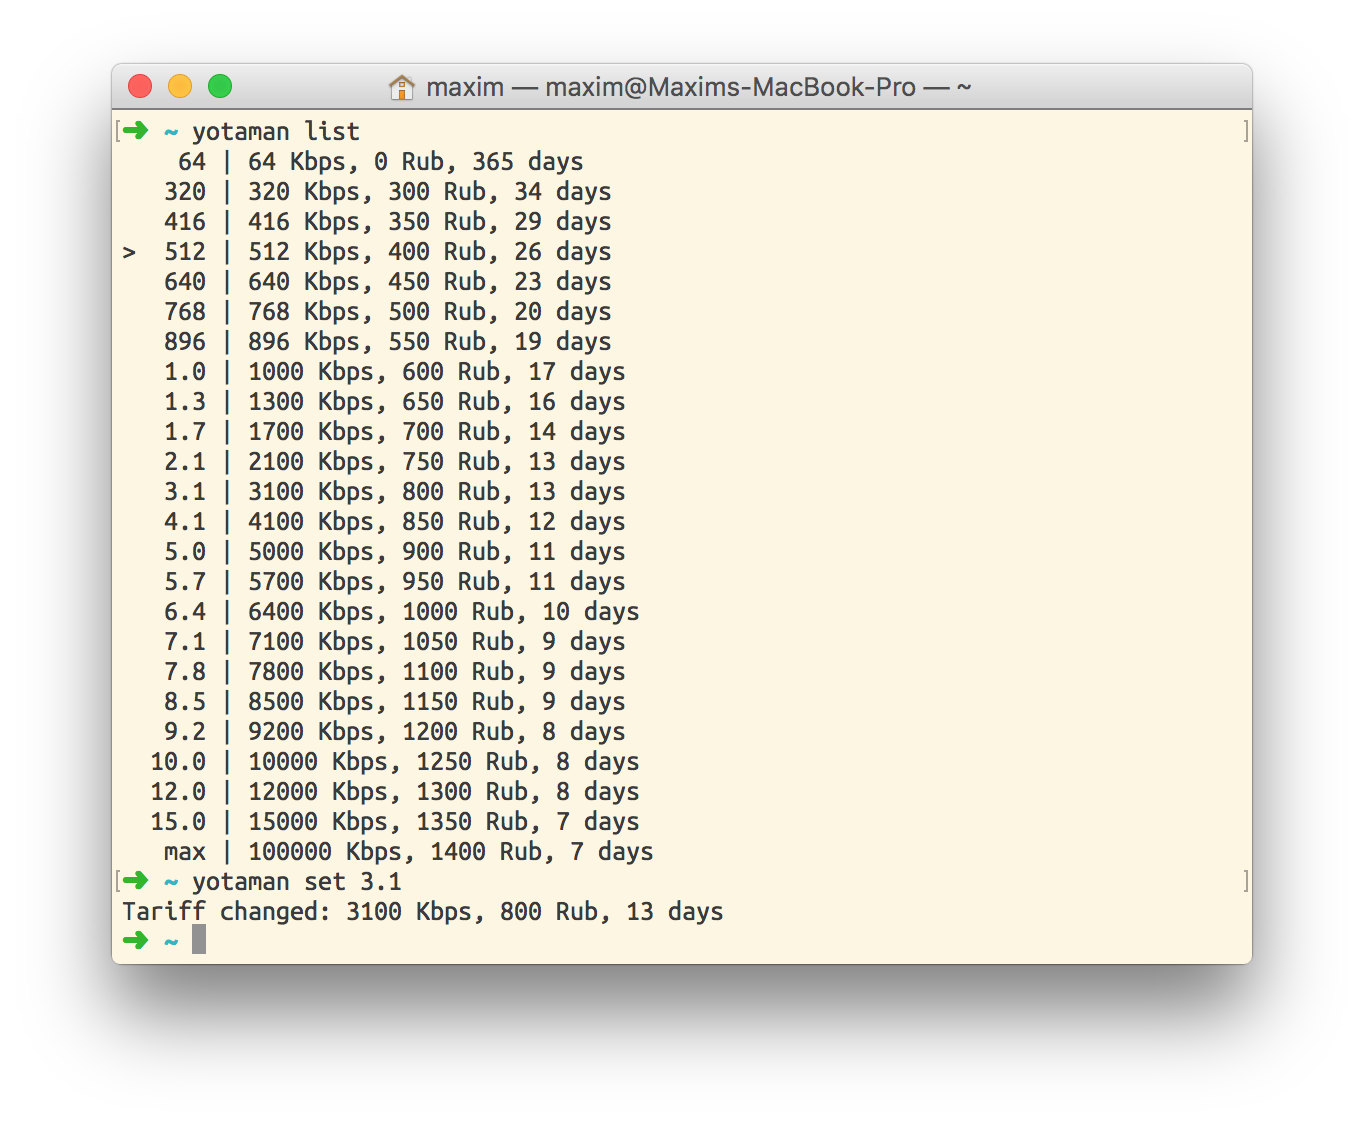 maxim — maxim@Maxims-MacBook-Pro — ~
[➜ ~ yotaman list ]
64 | 64 Kbps, 0 Rub, 365 days
320 | 320 Kbps, 300 Rub, 34 days
416 | 416 Kbps, 350 Rub, 29 days
> 512 | 512 Kbps, 400 Rub, 26 days
640 | 640 Kbps, 450 Rub, 23 days
768 | 768 Kbps, 500 Rub, 20 days
896 | 896 Kbps, 550 Rub, 19 days
1.0 | 1000 Kbps, 600 Rub, 17 days
1.3 | 1300 Kbps, 650 Rub, 16 days
1.7 | 1700 Kbps, 700 Rub, 14 days
2.1 | 2100 Kbps, 750 Rub, 13 days
3.1 | 3100 Kbps, 800 Rub, 13 days
4.1 | 4100 Kbps, 850 Rub, 12 days
5.0 | 5000 Kbps, 900 Rub, 11 days
5.7 | 5700 Kbps, 950 Rub, 11 days
6.4 | 6400 Kbps, 1000 Rub, 10 days
7.1 | 7100 Kbps, 1050 Rub, 9 days
7.8 | 7800 Kbps, 1100 Rub, 9 days
8.5 | 8500 Kbps, 1150 Rub, 9 days
9.2 | 9200 Kbps, 1200 Rub, 8 days
10.0 | 10000 Kbps, 1250 Rub, 8 days
12.0 | 12000 Kbps, 1300 Rub, 8 days
15.0 | 15000 Kbps, 1350 Rub, 7 days
max | 100000 Kbps, 1400 Rub, 7 days
[➜ ~ yotaman set 3.1 ]
Tariff changed: 3100 Kbps, 800 Rub, 13 days
➜ ~